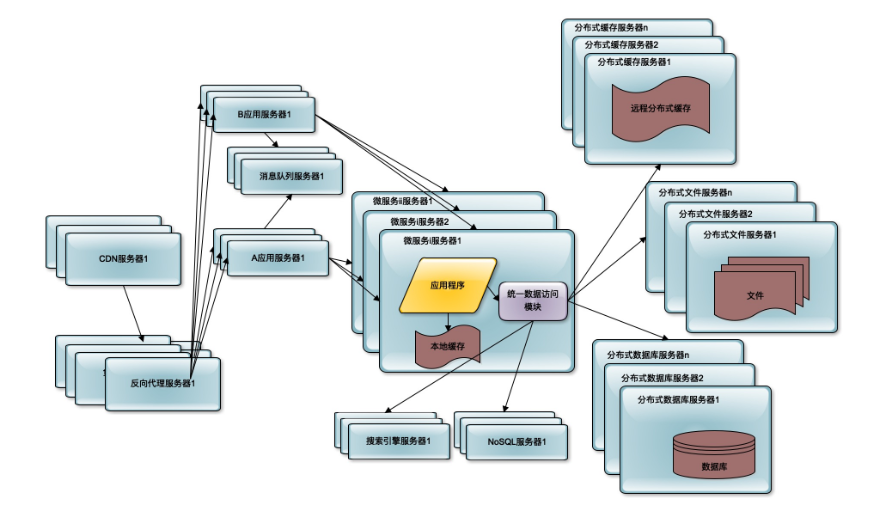 分布式缓存服务器n
分布式缓存服务器2
分布式缓存服务器1
远程分布式缓存
B应用服务器1
消息队列服务器1
A应用服务器1
CDN服务器1
反向代理服务器1
微服务ii服务器1
微服务i服务器2
微服务i服务器1
应用程序
统一数据访问
模块
本地缓存
分布式文件服务器n
分布式文件服务器2
分布式文件服务器1
文件
分布式数据库服务器n
分布式数据库服务器2
分布式数据库服务器1
数据库
搜索引擎服务器1
NoSQL服务器1